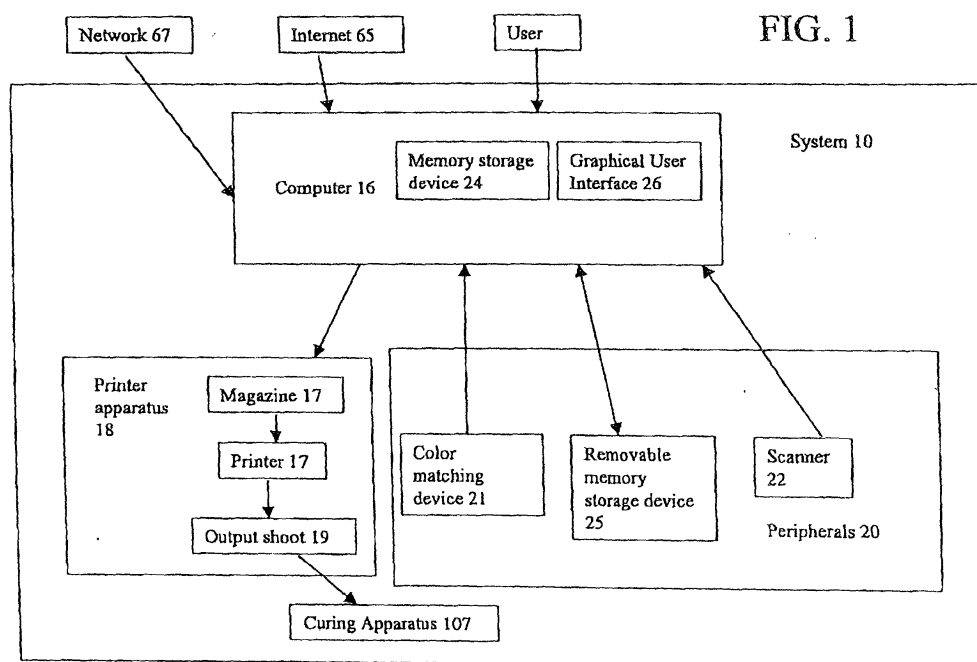 FIG. 1
Network 67
Internet 65
User
System 10
Computer 16
Memory storage
device 24
Graphical User
Interface 26
Printer
apparatus
18
Magazine 17
Printer 17
Output shoot 19
Curing Apparatus 107
Color
matching
device 21
Removable
memory
storage device
25
Scanner
22
Peripherals 20